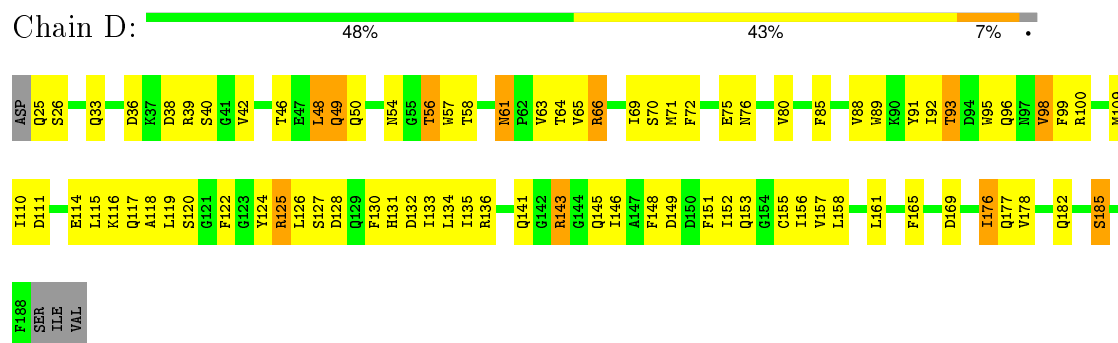 Chain D:
48% 43% 7% •
ASP Q25 S26 Q33 D36 K37 D38 R39 S40 G41 V42 T46 E47 L48 Q49 Q50 N54 G55 T56 W57 T58 N61 P62 V63 T64 V65 R66 I69 S70 M71 F72 E75 N76 V80 F85 V88 W89 K90 Y91 I92 T93 D94 W95 Q96 N97 V98 F99 R100 M109
I110 D111 E114 L115 K116 Q117 A118 L119 S120 G121 F122 G123 Y124 R125 L126 S127 D128 Q129 F130 H131 D132 I133 L134 I135 R136 Q141 G142 R143 G144 Q145 I146 A147 F148 D149 D150 F151 I152 Q153 G154 C155 I156 V157 L158 L161 F165 D169 I176 Q177 V178 Q182 S185
F188 SER ILE VAL